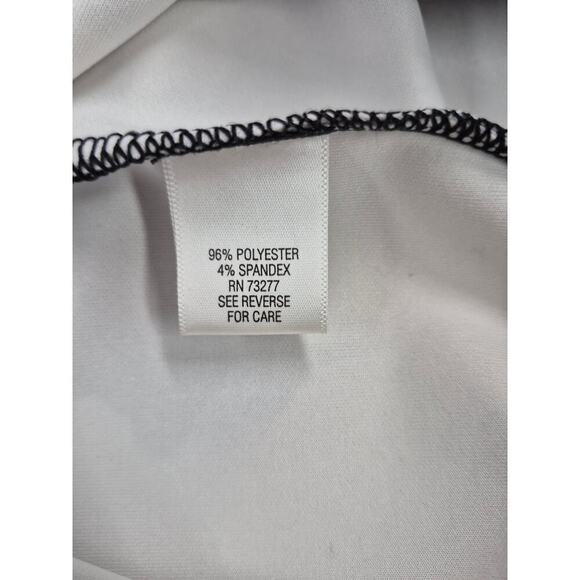 96% POLYESTER
4% SPANDEX
RN 73277
SEE REVERSE
FOR CARE